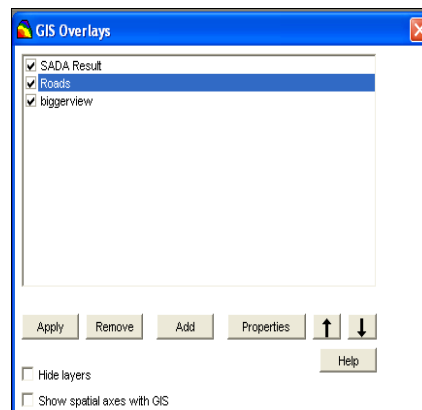 GIS Overlays
SADA Result
Roads
biggerview
Apply Remove Add Properties
Help
Hide layers
Show spatial axes with GIS